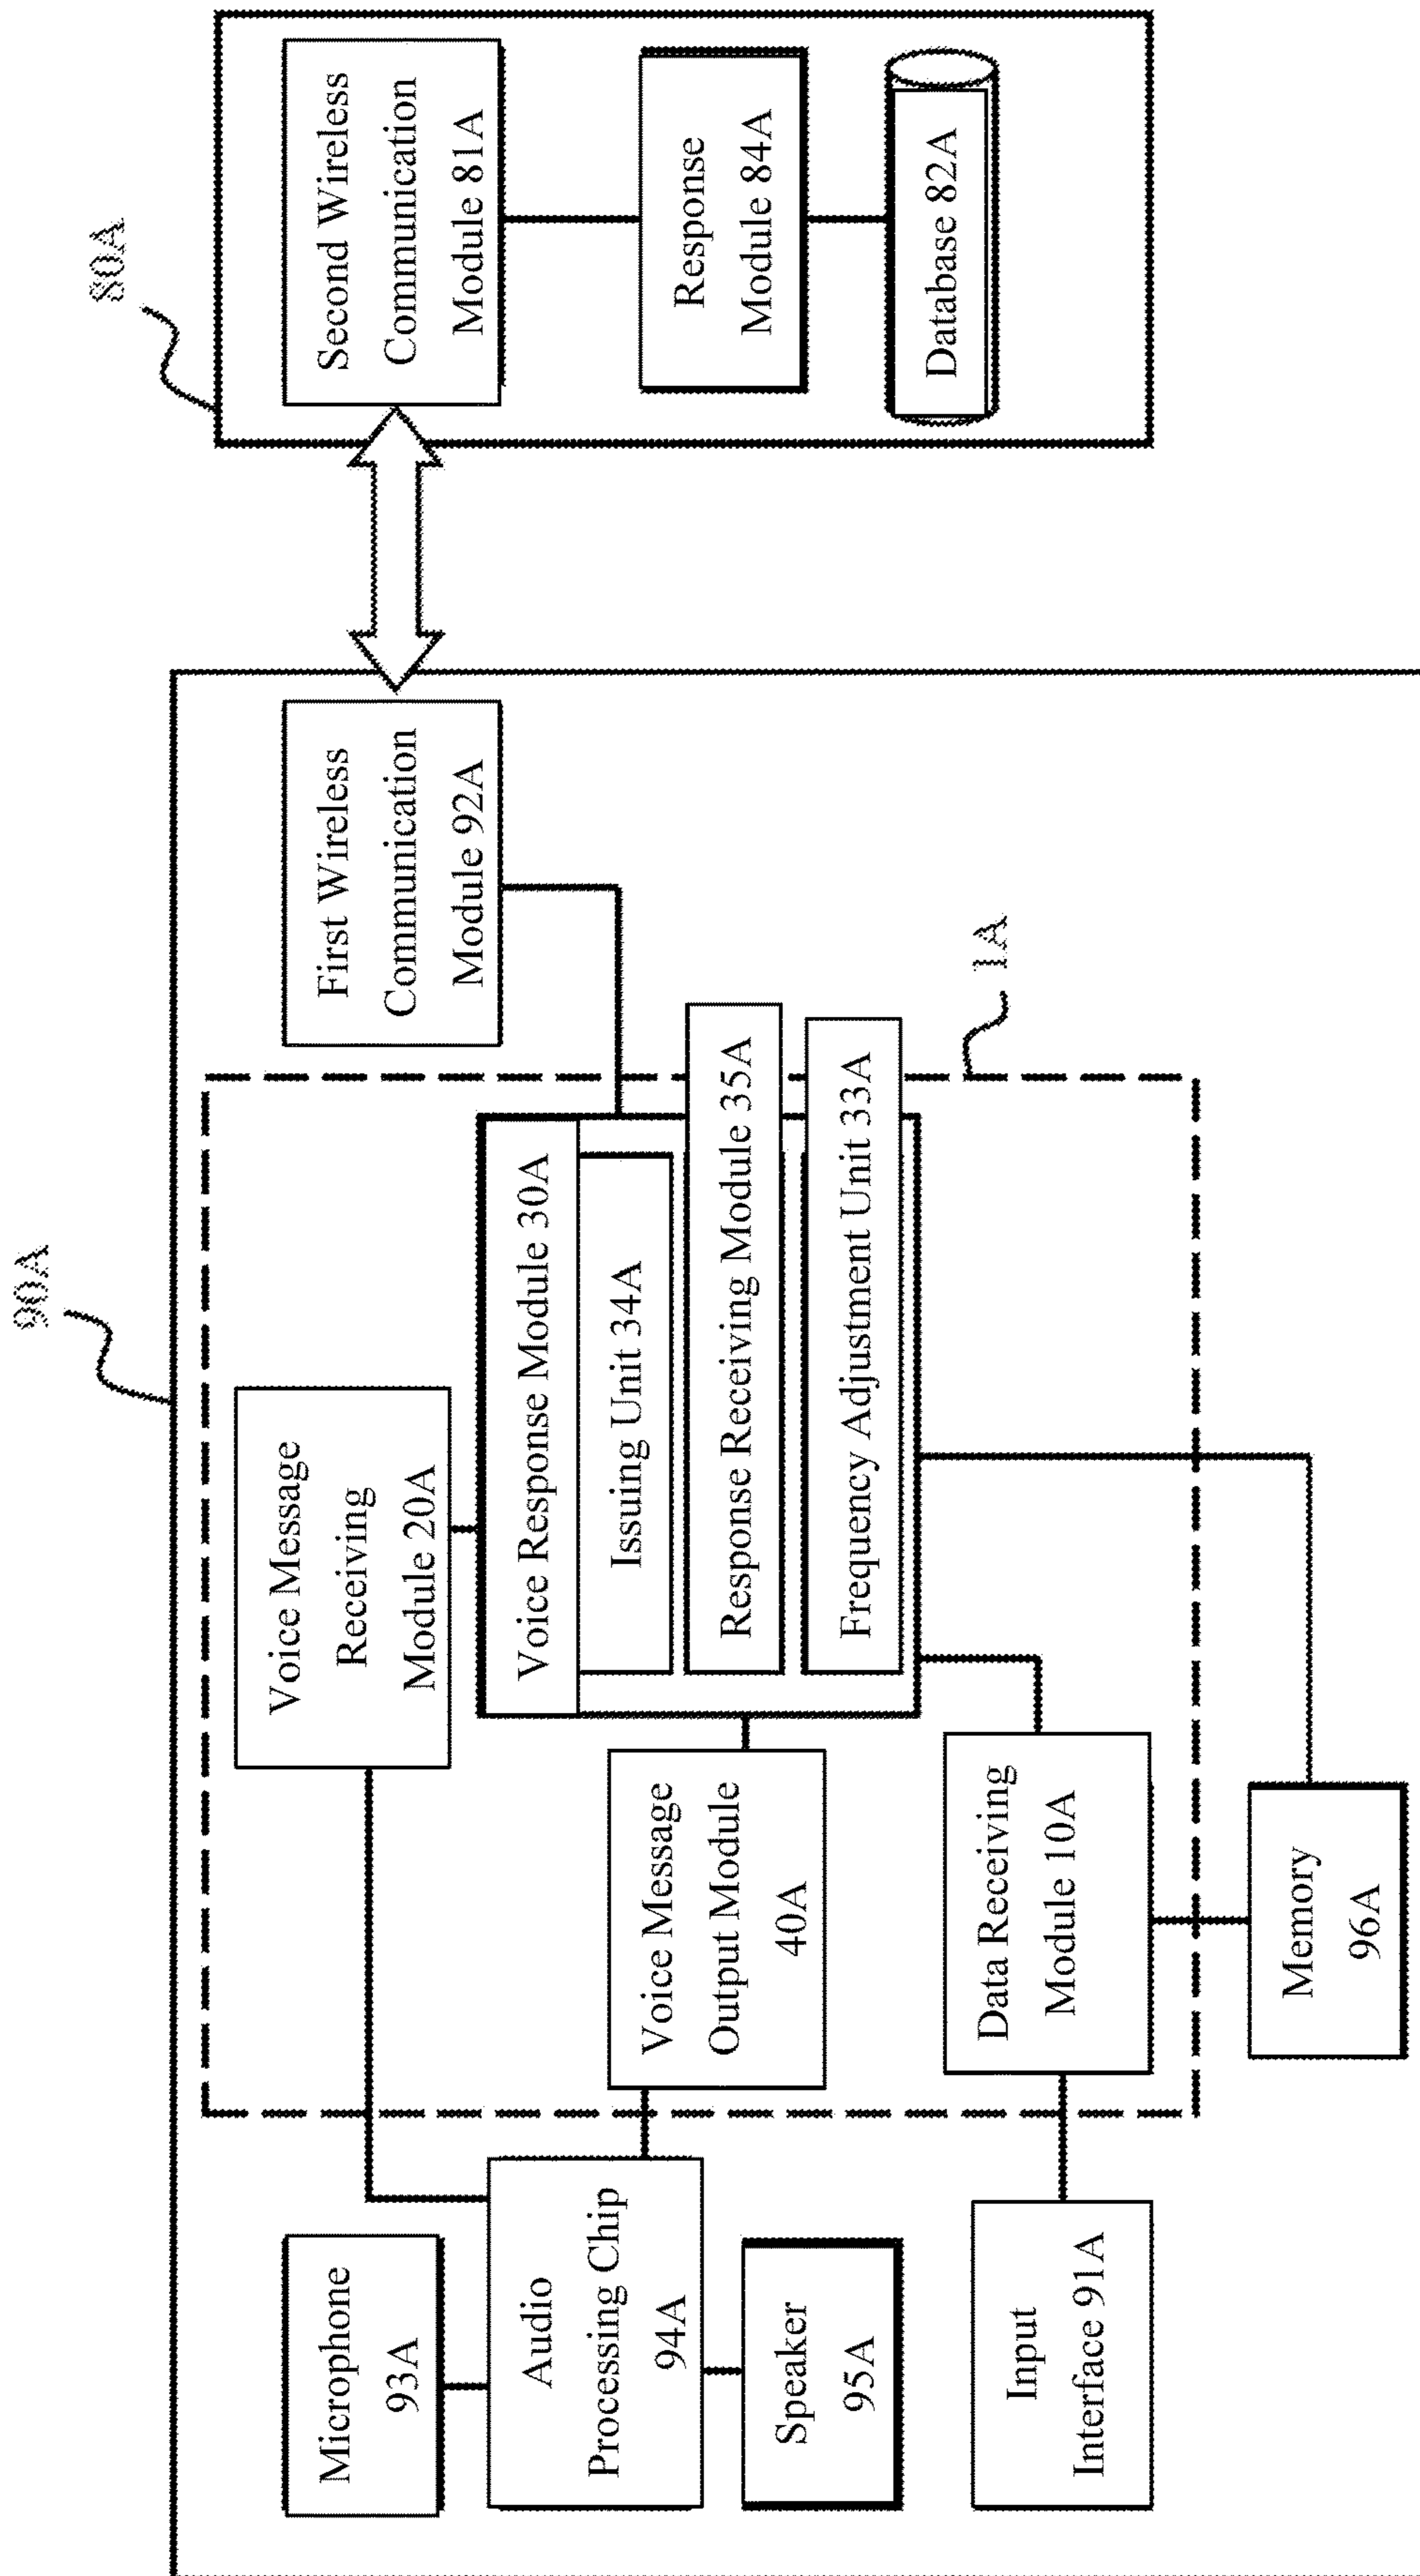 90A
80A
Microphone
93A
Audio
Processing Chip
94A
Speaker
95A
Input
Interface 91A
Voice Message
Receiving
Module 20A
Voice Message
Output Module
40A
Data Receiving
Module 10A
Memory
96A
Voice Response Module 30A
Issuing Unit 34A
Response Receiving Module 35A
Frequency Adjustment Unit 33A
1A
First Wireless
Communication
Module 92A
Second Wireless
Communication
Module 81A
Response
Module 84A
Database 82A